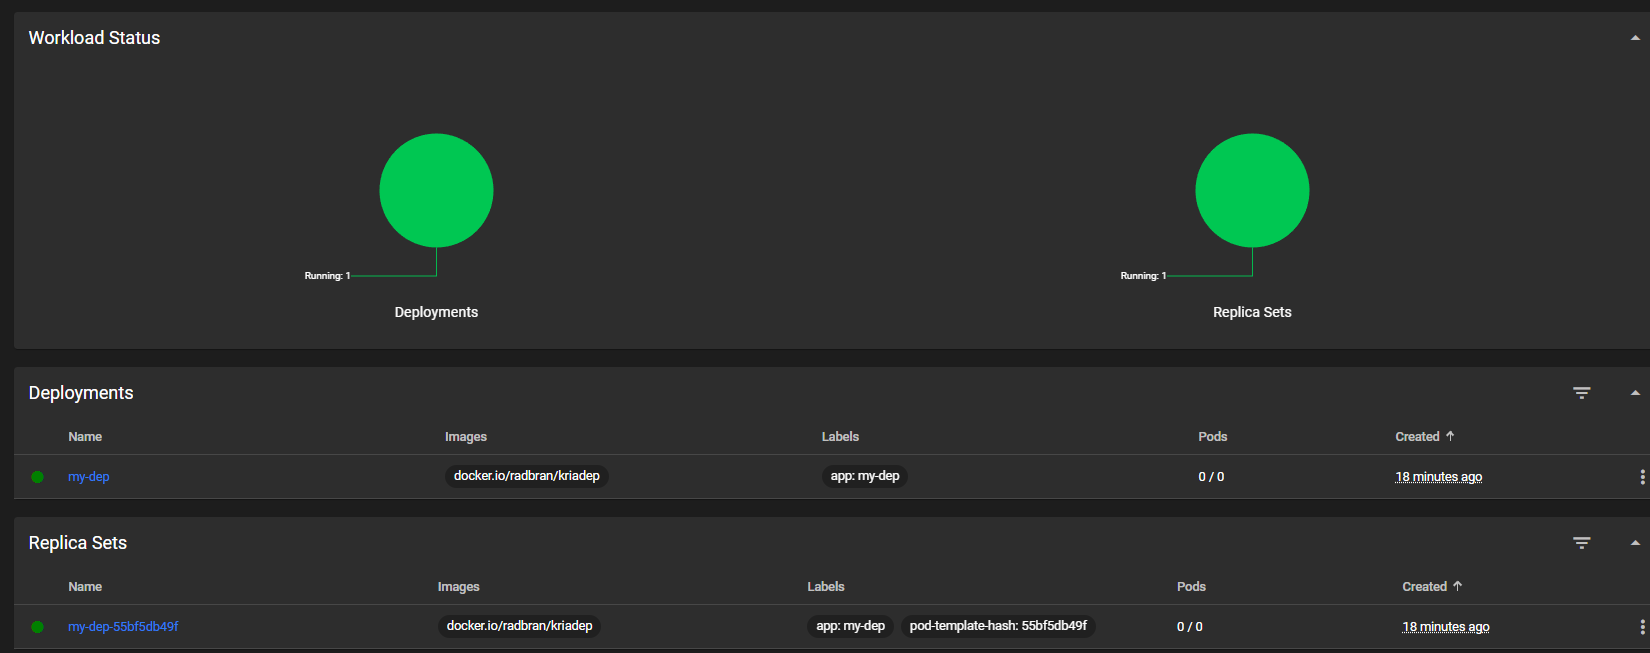 Workload Status
Running: 1
Deployments
Running: 1
Replica Sets
Deployments
Name Images Labels Pods Created
my-dep docker.io/radbran/kriadep app: my-dep 0 / 0 18 minutes ago
Replica Sets
Name Images Labels Pods Created
my-dep-55bf5db49f docker.io/radbran/kriadep app: my-dep pod-template-hash: 55bf5db49f 0 / 0 18 minutes ago